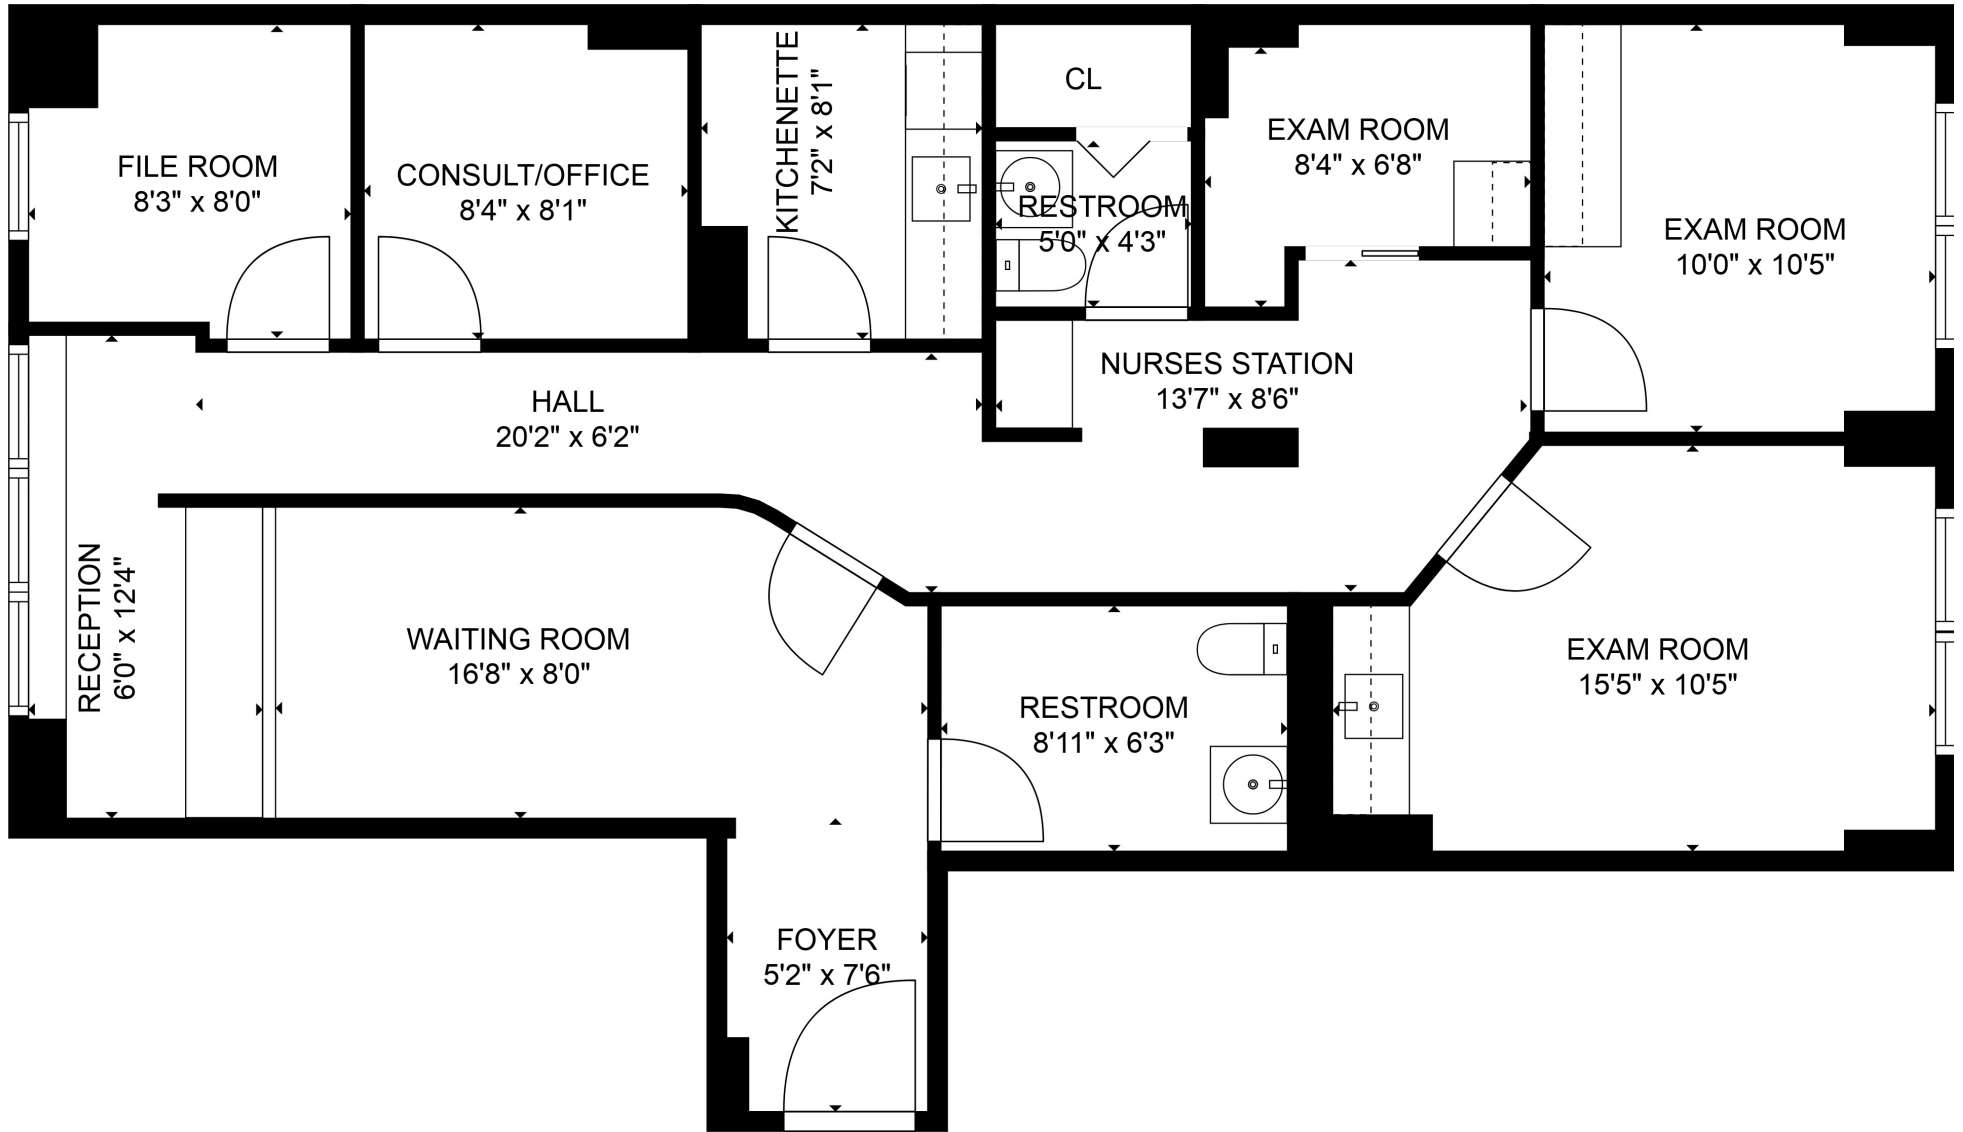 FILE ROOM
8'3" x 8'0"
CONSULT/OFFICE
8'4" x 8'1"
KITCHENETTE
7'2" x 8'1"
CL
RESTROOM
5'0" x 4'3"
EXAM ROOM
8'4" x 6'8"
EXAM ROOM
10'0" x 10'5"
HALL
20'2" x 6'2"
NURSES STATION
13'7" x 8'6"
RECEPTION
6'0" x 12'4"
WAITING ROOM
16'8" x 8'0"
RESTROOM
8'11" x 6'3"
EXAM ROOM
15'5" x 10'5"
FOYER
5'2" x 7'6"